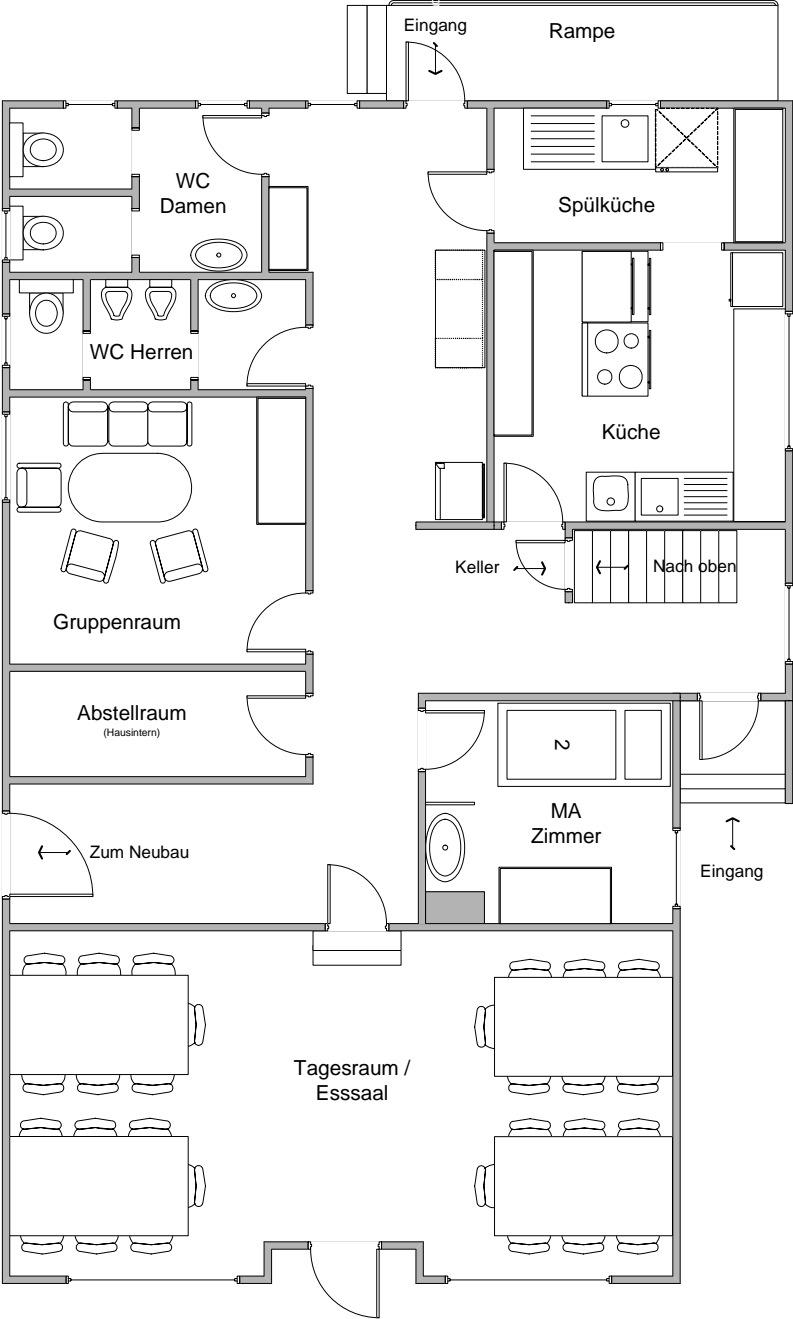 Eingang
Rampe
WC
Damen
Spülküche
WC Herren
Küche
Keller
Nach oben
Gruppenraum
Abstellraum
(Hausintern)
2
MA
Zimmer
Zum Neubau
Eingang
Tagesraum /
Esssaal